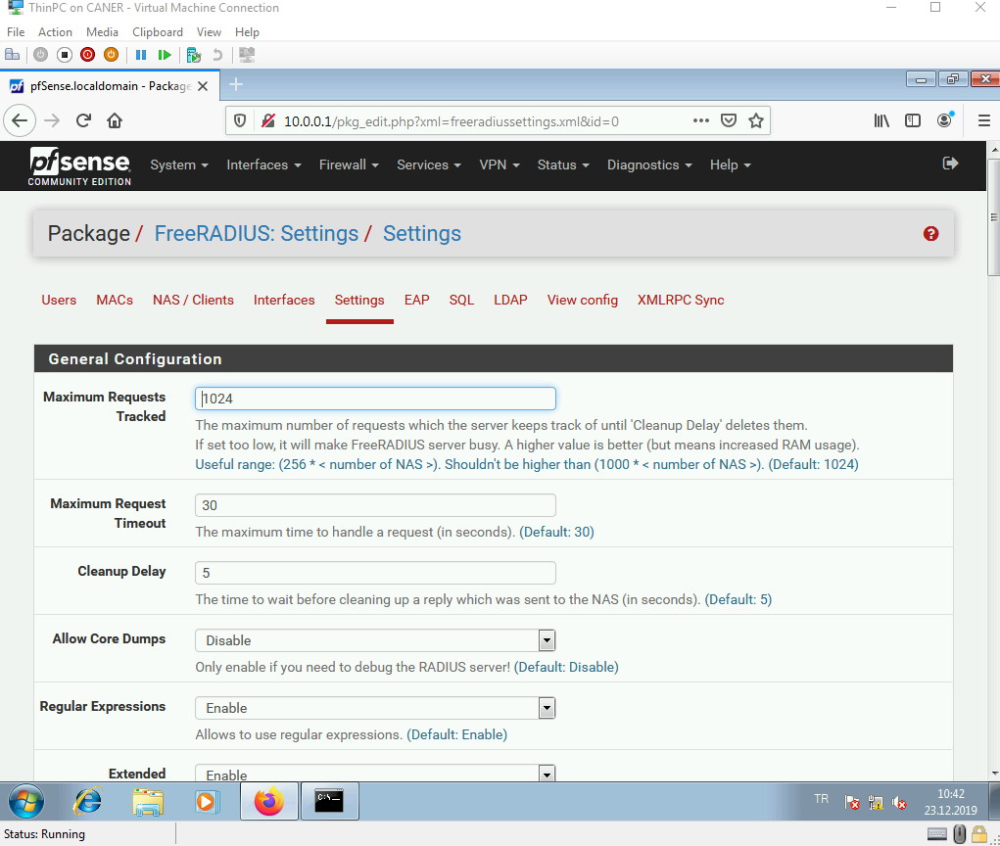 ThinPC on CANER - Virtual Machine Connection
File Action Media Clipboard View Help
pfSense.localdomain - Package
10.0.0.1/pkg_edit.php?xml=freeradiussettings.xml&id=0
pfsense
COMMUNITY EDITION
System Interfaces Firewall Services VPN Status Diagnostics Help
Package / FreeRADIUS: Settings / Settings
Users MACs NAS / Clients Interfaces Settings EAP SQL LDAP View config XMLRPC Sync
General Configuration
Maximum Requests Tracked
1024
The maximum number of requests which the server keeps track of until 'Cleanup Delay' deletes them.
If set too low, it will make FreeRADIUS server busy. A higher value is better (but means increased RAM usage).
Useful range: (256 * < number of NAS >). Shouldn't be higher than (1000 * < number of NAS >). (Default: 1024)
Maximum Request Timeout
30
The maximum time to handle a request (in seconds). (Default: 30)
Cleanup Delay
5
The time to wait before cleaning up a reply which was sent to the NAS (in seconds). (Default: 5)
Allow Core Dumps
Disable
Only enable if you need to debug the RADIUS server! (Default: Disable)
Regular Expressions
Enable
Allows to use regular expressions. (Default: Enable)
Extended
Enable
TR
10:42
23.12.2019
Status: Running